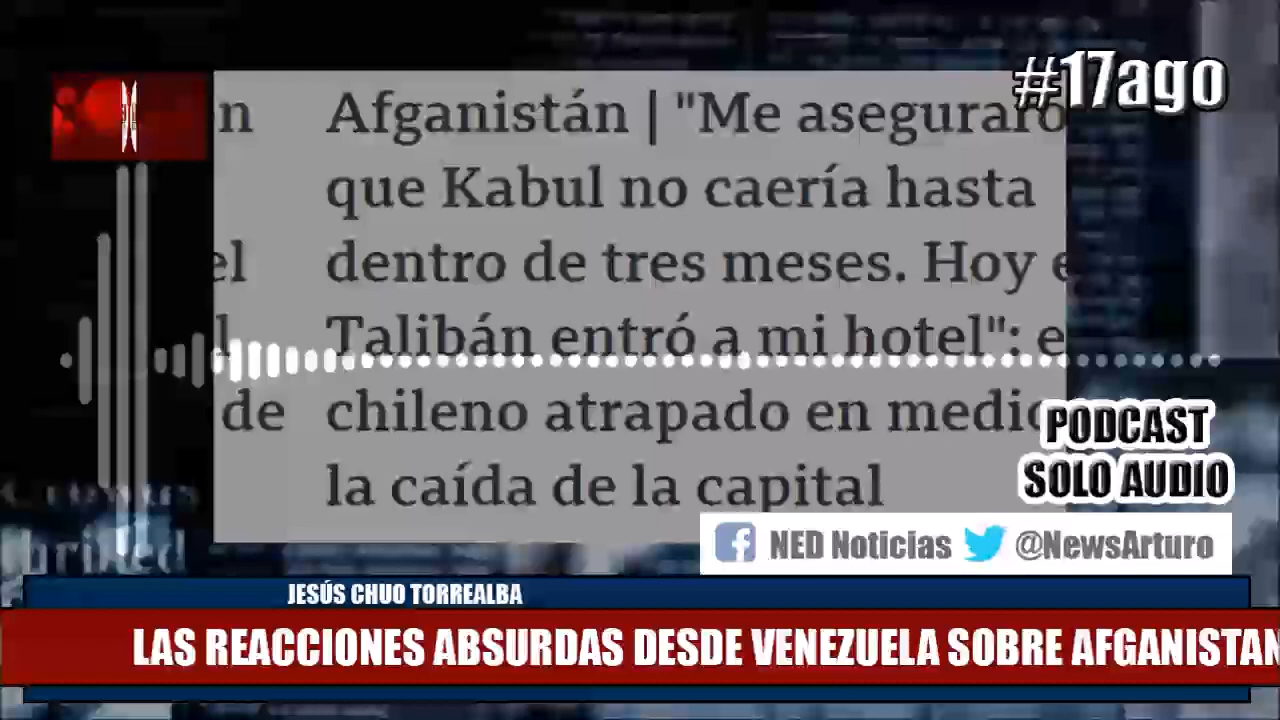 #17ago
n
Afganistán | "Me aseguraro
que Kabul no caería hasta
el
dentro de tres meses. Hoy e
Talibán entró a mi hotel": e
de
chileno atrapado en medio
la caída de la capital
PODCAST
SOLO AUDIO
NED Noticias @NewsArturo
JESÚS CHUO TORREALBA
LAS REACCIONES ABSURDAS DESDE VENEZUELA SOBRE AFGANISTAN